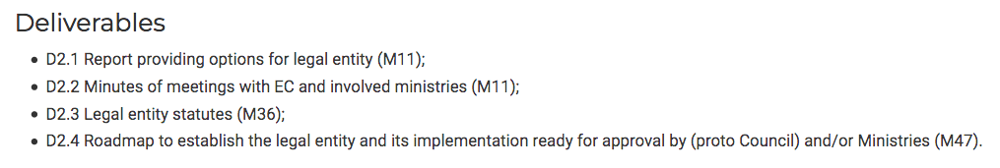 Deliverables
• D2.1 Report providing options for legal entity (M11);
• D2.2 Minutes of meetings with EC and involved ministries (M11);
• D2.3 Legal entity statutes (M36);
• D2.4 Roadmap to establish the legal entity and its implementation ready for approval by (proto Council) and/or Ministries (M47).